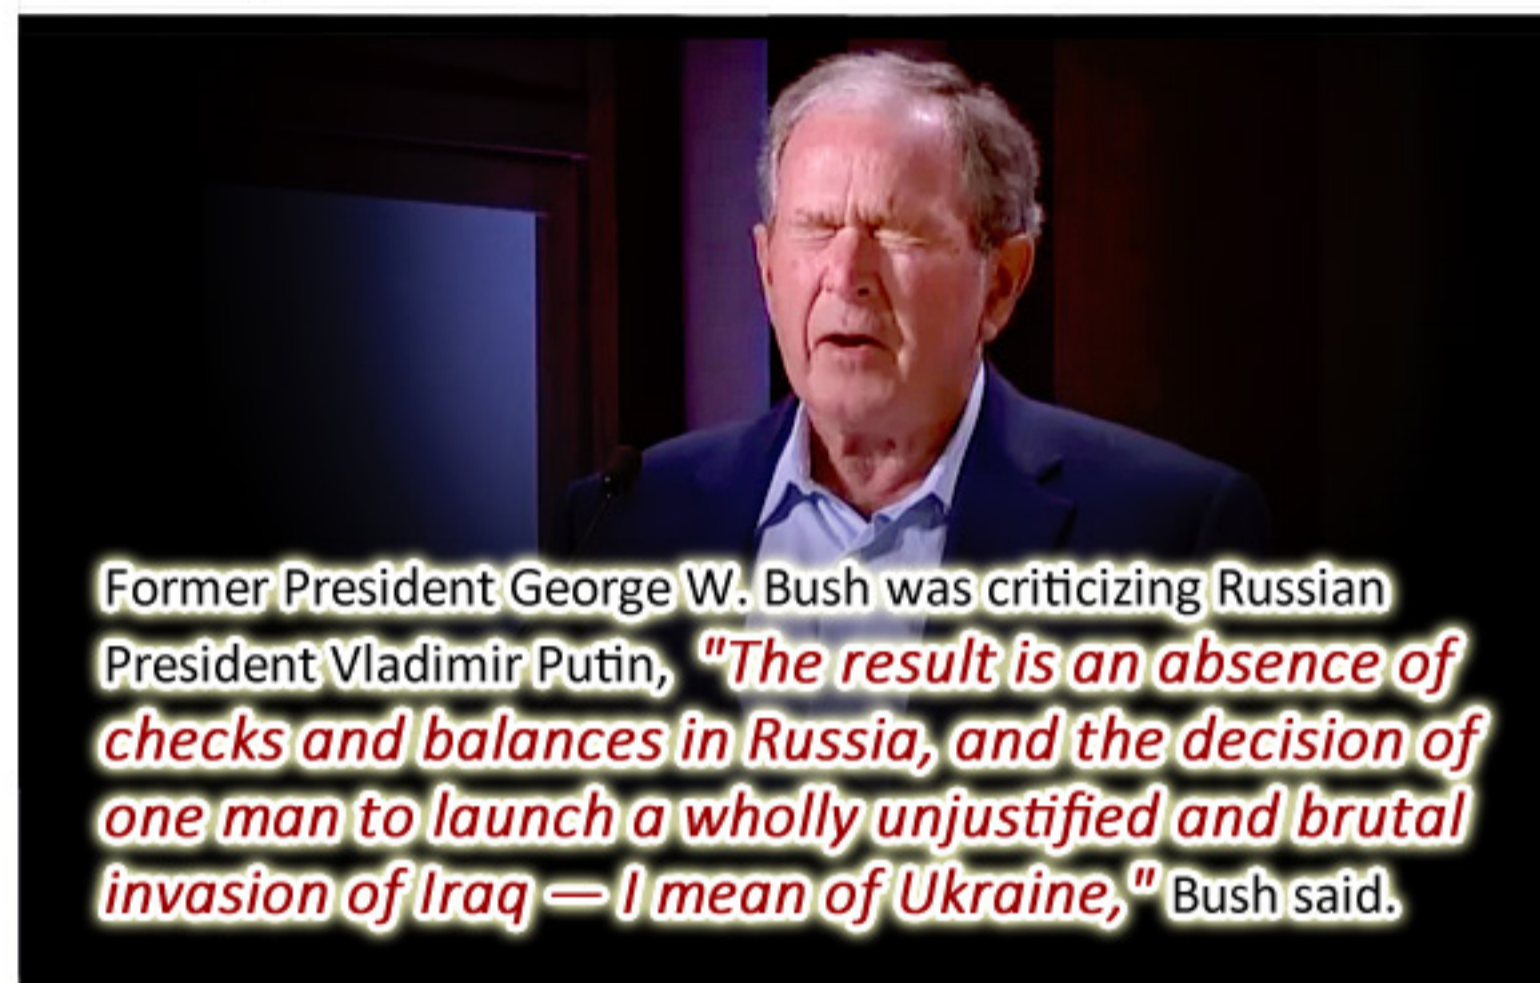 Former President George W. Bush was criticizing Russian
President Vladimir Putin, "The result is an absence of
checks and balances in Russia, and the decision of
one man to launch a wholly unjustified and brutal
invasion of Iraq — I mean of Ukraine," Bush said.